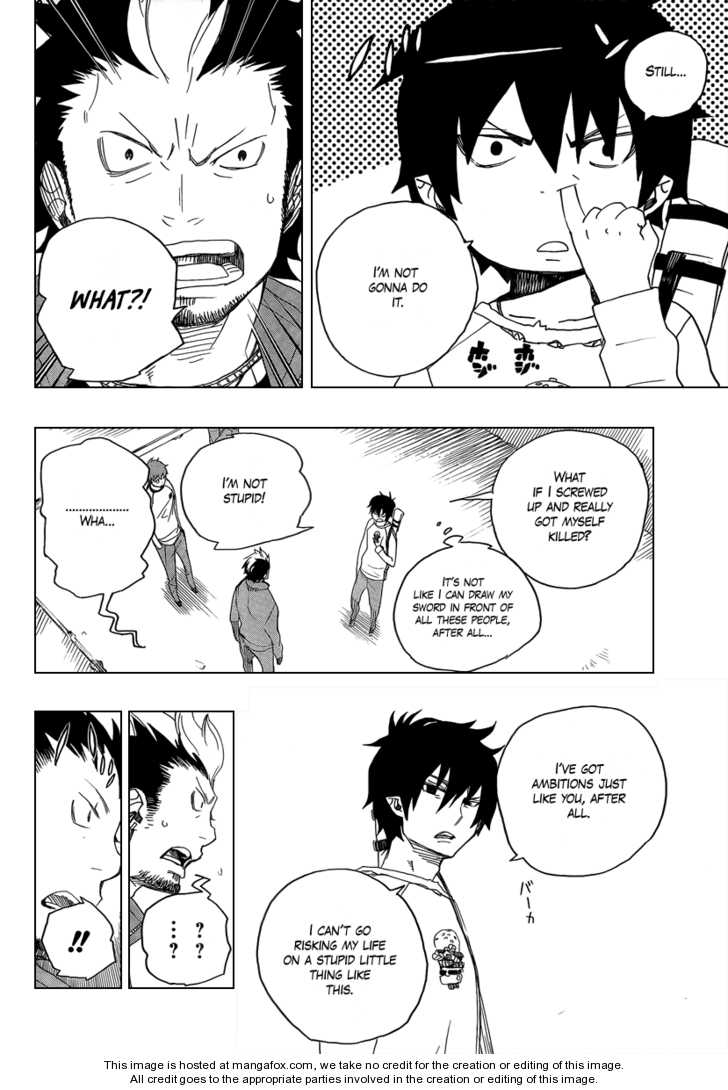 STILL...
I'M NOT
GONNA DO
IT.
WHAT?!
WHAT
IF I SCREWED
UP AND REALLY
GOT MYSELF
KILLED?
IT'S NOT
LIKE I CAN DRAW MY
SWORD IN FRONT OF
ALL THESE PEOPLE,
AFTER ALL...
I'M NOT
STUPID!
.....................
WHA...
I'VE GOT
AMBITIONS JUST
LIKE YOU, AFTER
ALL.
バーカ
I CAN'T GO
RISKING MY LIFE
ON A STUPID LITTLE
THING LIKE
THIS.
... ?
? ?
!!
This image is hosted at mangafox.com, we take no credit for the creation or editing of this image.
All credit goes to the appropriate parties involved in the creation or editing of this image.